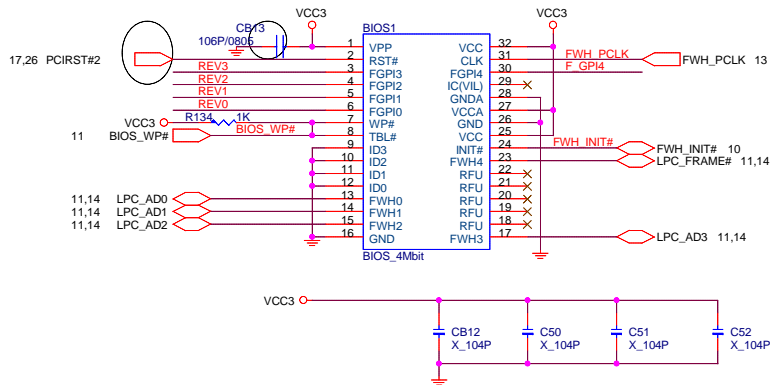 VCC3 VCC3
CB13 BIOS1
106P/0805 1 VPP VCC 32
17,26 PCIRST#2 2 RST# CLK 31 FWH_PCLK FWH_PCLK 13
REV3 3 FGPI3 FGPI4 30 F_GPI4
REV2 4 FGPI2 IC(VIL) 29
REV1 5 FGPI1 GNDA 28
REV0 6 FGPI0 VCCA 27
VCC3 R134 1K 7 WP# GND 26
11 BIOS_WP# BIOS_WP# 8 TBL# VCC 25
9 ID3 INIT# 24 FWH_INIT# FWH_INIT# 10
10 ID2 FWH4 23 LPC_FRAME# 11,14
11 ID1 RFU 22
12 ID0 RFU 21
11,14 LPC_AD0 13 FWH0 RFU 20
11,14 LPC_AD1 14 FWH1 RFU 19
11,14 LPC_AD2 15 FWH2 RFU 18
16 GND FWH3 17 LPC_AD3 11,14
BIOS_4Mbit
VCC3
CB12 C50 C51 C52
X_104P X_104P X_104P X_104P